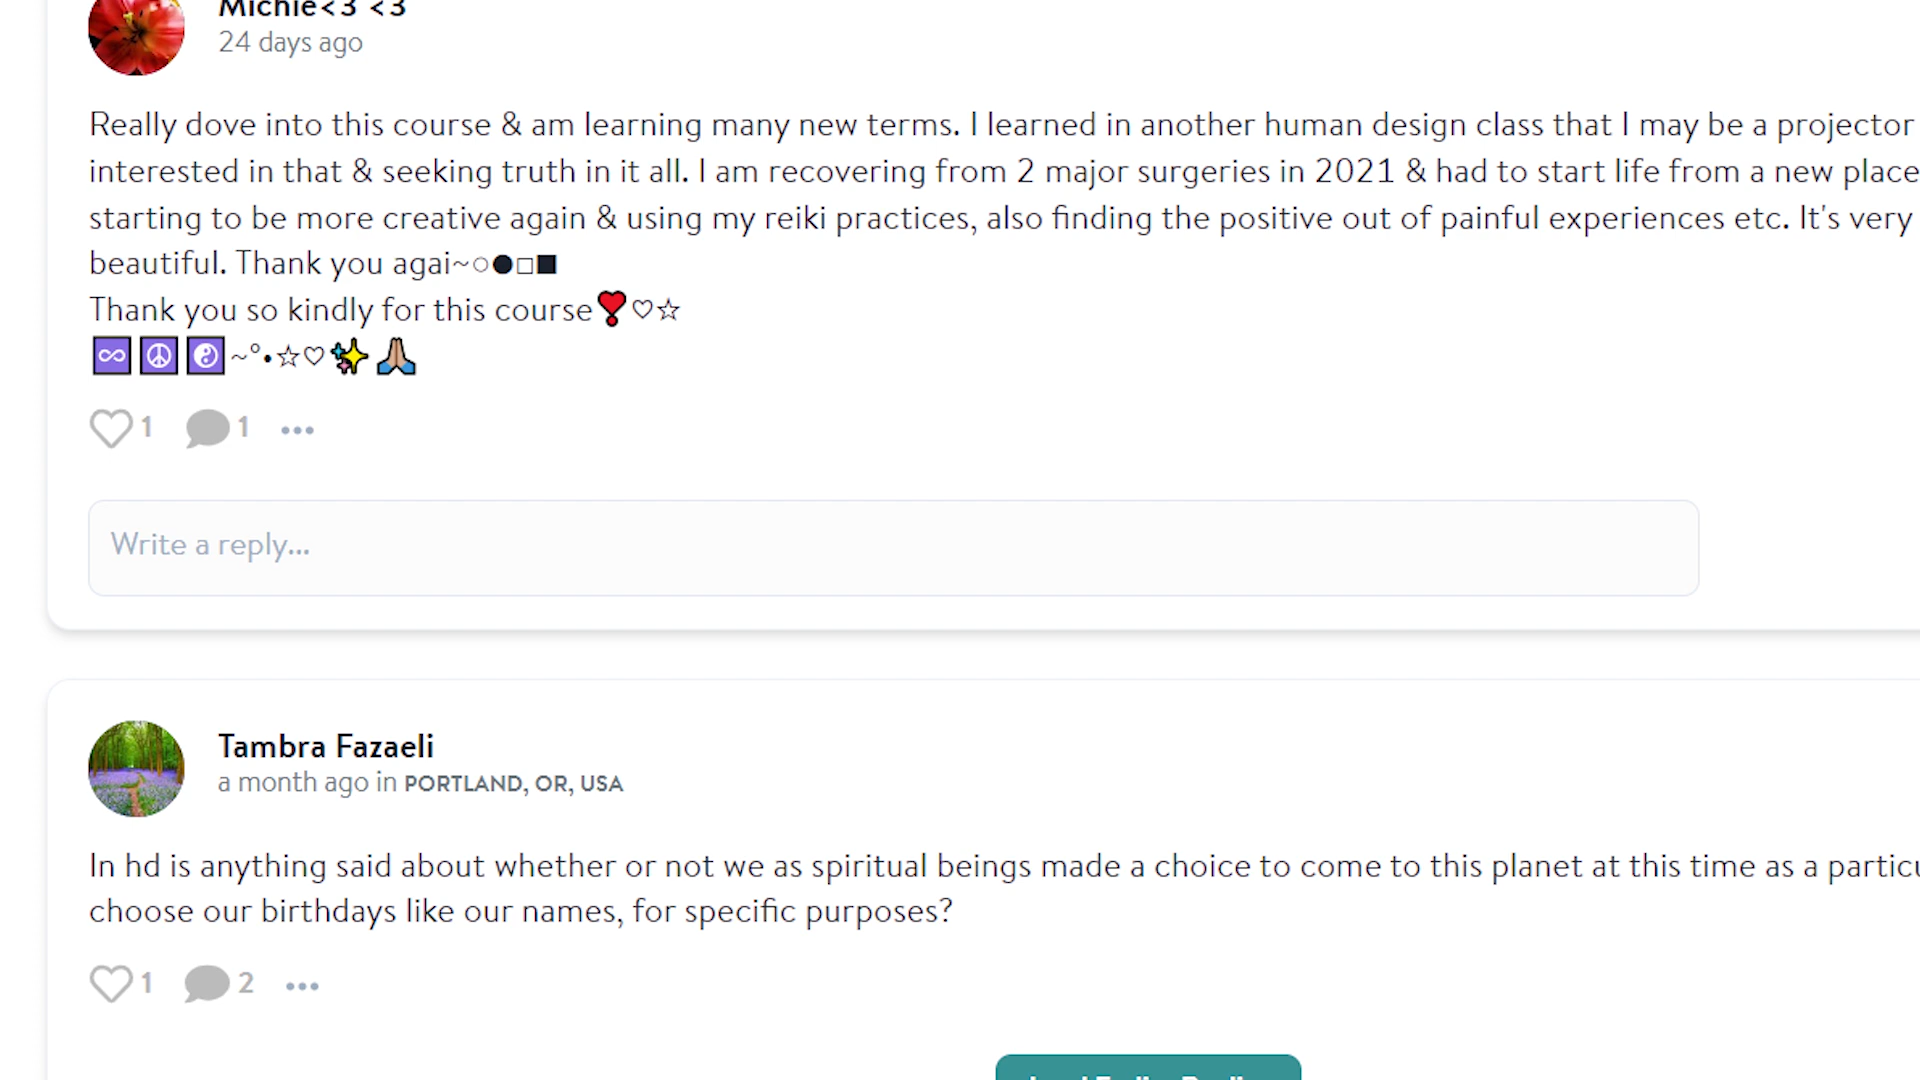 Michie<3 <3
24 days ago
Really dove into this course & am learning many new terms. I learned in another human design class that I may be a projector
interested in that & seeking truth in it all. I am recovering from 2 major surgeries in 2021 & had to start life from a new place
starting to be more creative again & using my reiki practices, also finding the positive out of painful experiences etc. It's very
beautiful. Thank you agai~○●□■
Thank you so kindly for this course❣️♡☆
♾️☮️☯️~°•☆♡✨🙏🏽
1 1 •••
Write a reply...
Tambra Fazaeli
a month ago in PORTLAND, OR, USA
In hd is anything said about whether or not we as spiritual beings made a choice to come to this planet at this time as a
choose our birthdays like our names, for specific purposes?
1 2 •••